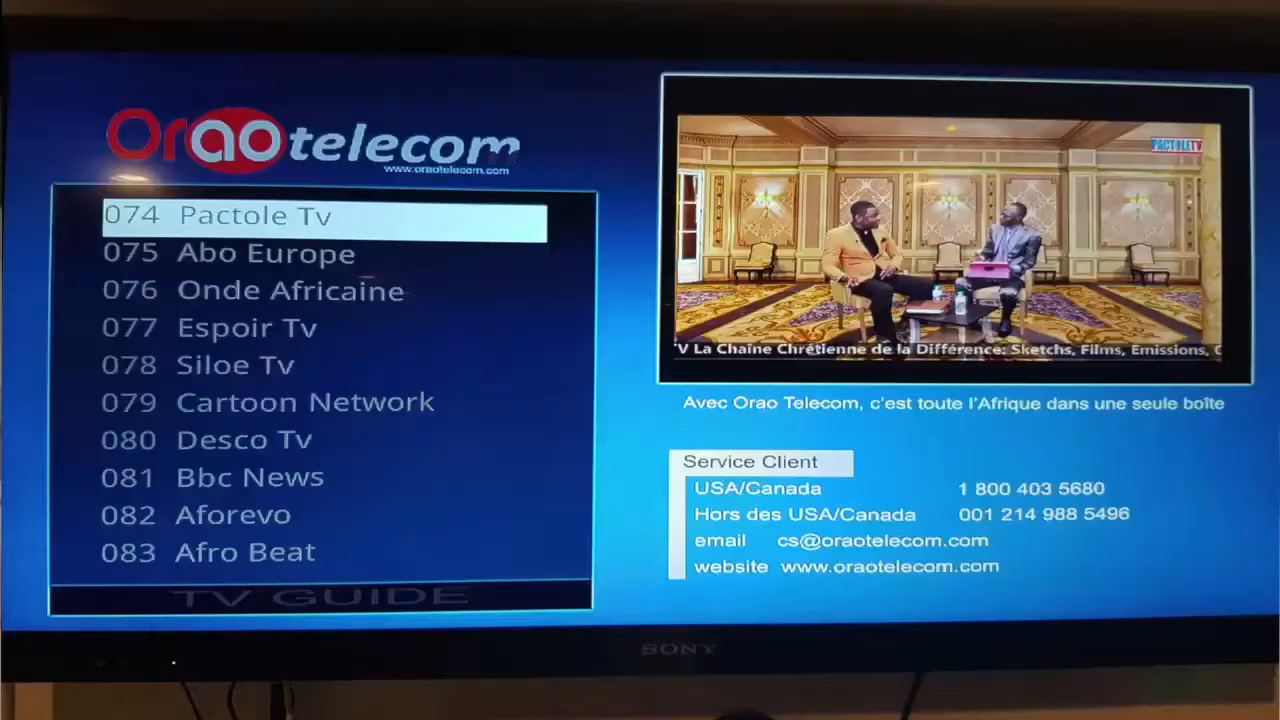 Orao telecom
www.oraotelecom.com
074 Pactole Tv
075 Abo Europe
076 Onde Africaine
077 Espoir Tv
078 Siloe Tv
079 Cartoon Network
080 Desco Tv
081 Bbc News
082 Aforevo
083 Afro Beat
TV GUIDE
PACTOLETV
'V La Chaîne Chrétienne de la Différence: Sketchs, Films, Emissions, C
Avec Orao Telecom, c'est toute l'Afrique dans une seule boîte
Service Client
USA/Canada 1 800 403 5680
Hors des USA/Canada 001 214 988 5496
email cs@oraotelecom.com
website www.oraotelecom.com
SONY